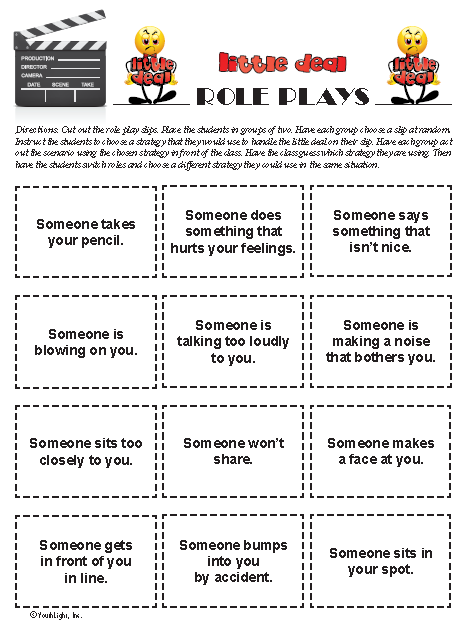 PRODUCTION
DIRECTOR
CAMERA
DATE SCENE TAKE
little deal
little deal
little deal
ROLE PLAYS
Directions: Cut out the role play slips. Place the students in groups of two. Have each group choose a slip at random.
Instruct the students to choose a strategy that they would use to handle the little deal on their slip. Have each group act
out the scenario using the chosen strategy in front of the class. Have the class guess which strategy they are using. Then
have the students switch roles and choose a different strategy they could use in the same situation.
Someone takes
your pencil.
Someone does
something that
hurts your feelings.
Someone says
something that
isn't nice.
Someone is
blowing on you.
Someone is
talking too loudly
to you.
Someone is
making a noise
that bothers you.
Someone sits too
closely to you.
Someone won't
share.
Someone makes
a face at you.
Someone gets
in front of you
in line.
Someone bumps
into you
by accident.
Someone sits in
your spot.
© YouthLight, Inc.